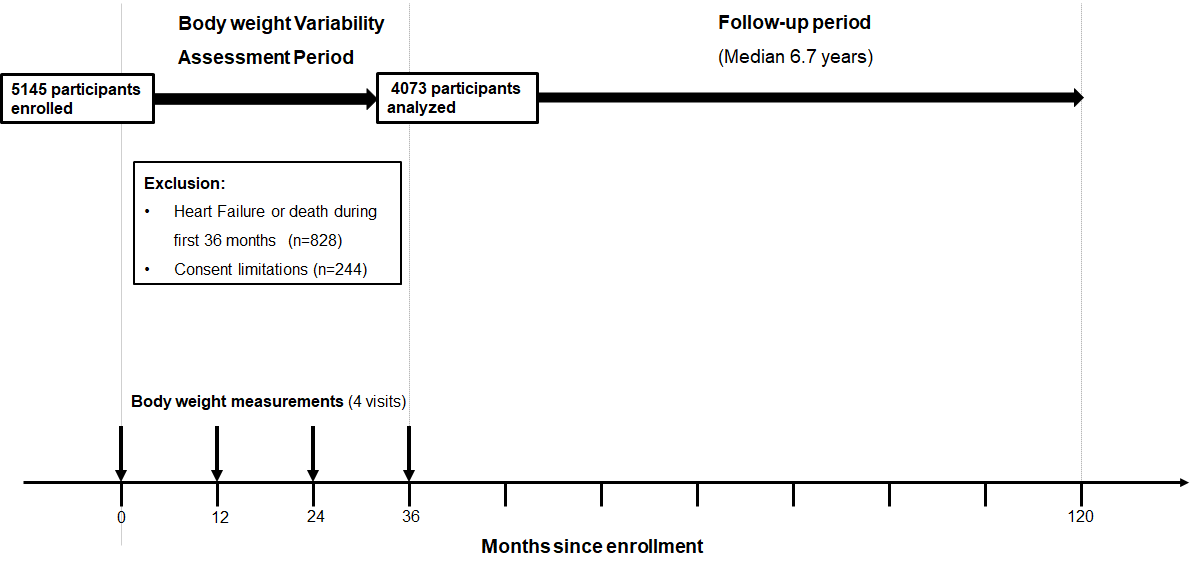 Body weight Variability
Assessment Period
Follow-up period
(Median 6.7 years)
5145 participants
enrolled
4073 participants
analyzed
Exclusion:
• Heart Failure or death during
first 36 months (n=828)
• Consent limitations (n=244)
Body weight measurements (4 visits)
0 12 24 36 120
Months since enrollment